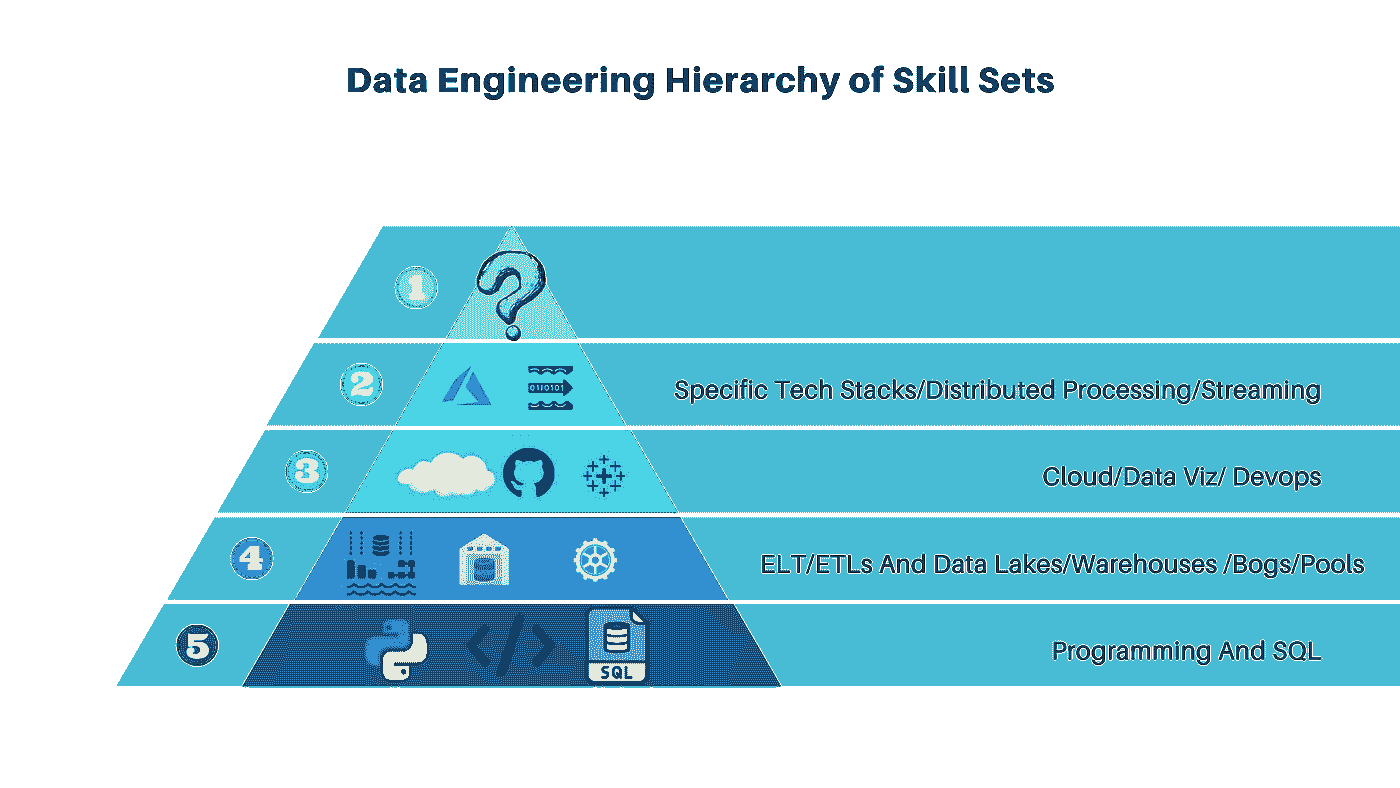 Data Engineering Hierarchy of Skill Sets
1
?
2
0110101
Specific Tech Stacks/Distributed Processing/Streaming
3
Cloud/Data Viz/ Devops
4
ELT/ETLs And Data Lakes/Warehouses /Bogs/Pools
5
</>
SQL
Programming And SQL